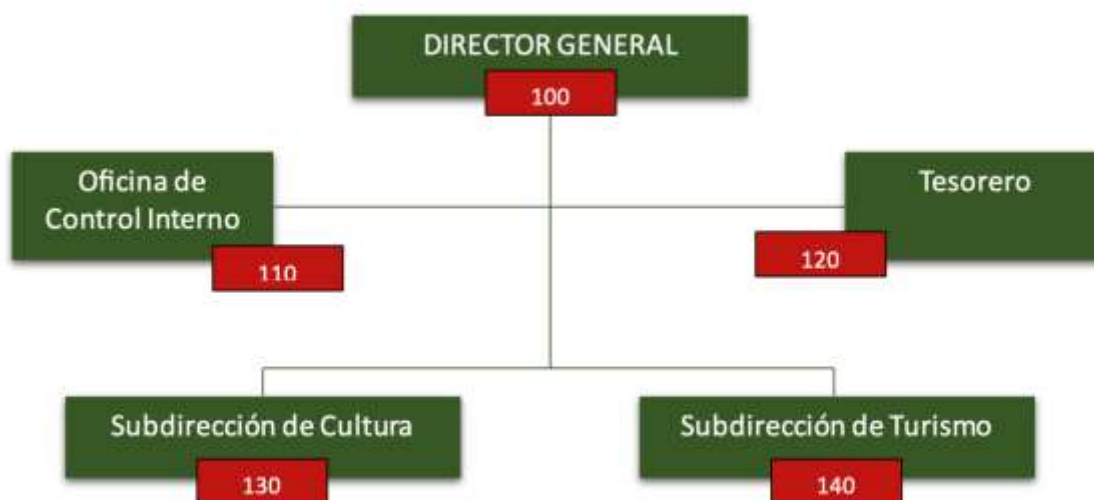 DIRECTOR GENERAL
100
Oficina de
Control Interno
110
Tesorero
120
Subdirección de Cultura
130
Subdirección de Turismo
140